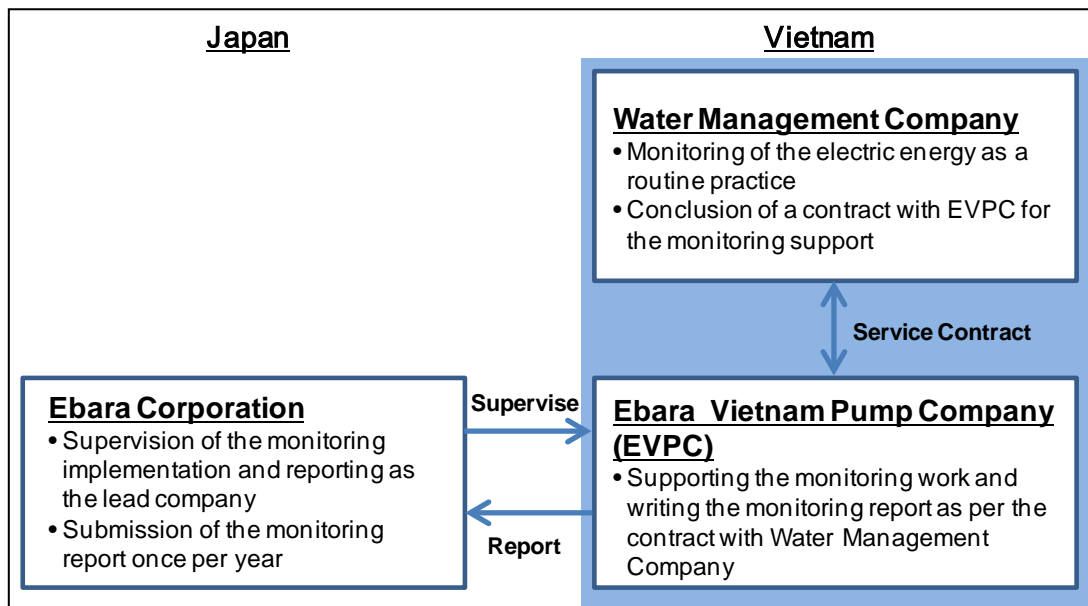 Japan
Vietnam
Water Management Company
• Monitoring of the electric energy as a
routine practice
• Conclusion of a contract with EVPC for
the monitoring support
Service Contract
Ebara Corporation
• Supervision of the monitoring
implementation and reporting as
the lead company
• Submission of the monitoring
report once per year
Supervise
Report
Ebara Vietnam Pump Company
(EVPC)
• Supporting the monitoring work and
writing the monitoring report as per the
contract with Water Management
Company